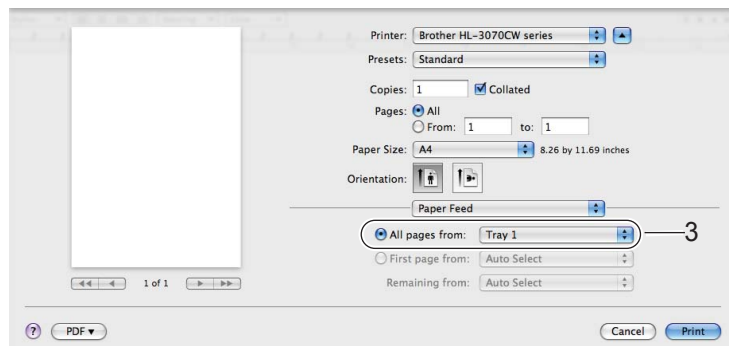 Printer: Brother HL-3070CW series
Presets: Standard
Copies: 1 Collated
Pages: All
From: 1 to: 1
Paper Size: A4 8.26 by 11.69 inches
Orientation:
Paper Feed
All pages from: Tray 1 3
First page from: Auto Select
Remaining from: Auto Select
1 of 1
? PDF▼ Cancel Print